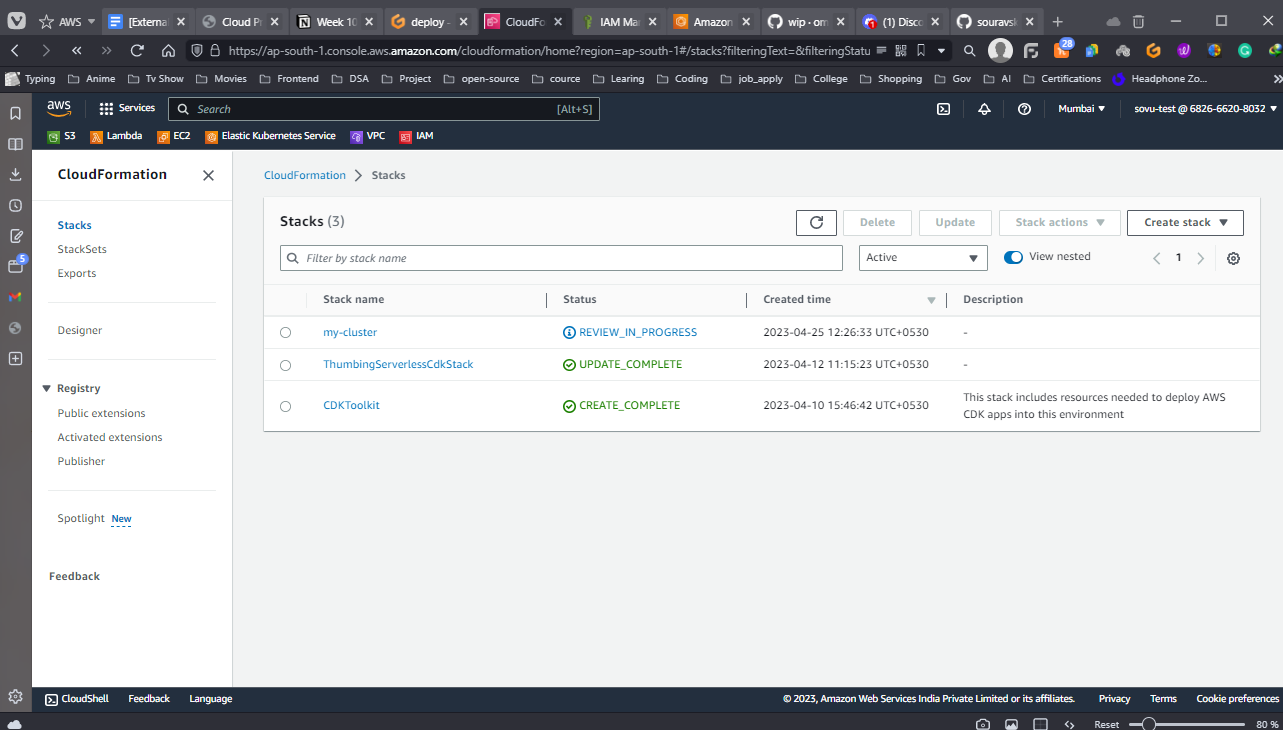 AWS
[External
Cloud Pr
Week 10
deploy -
CloudFo
IAM Ma
Amazon
wip · om
(1) Disco
souravsk
https://ap-south-1.console.aws.amazon.com/cloudformation/home?region=ap-south-1#/stacks?filteringText=&filteringStatu
28
Typing Anime Tv Show Movies Frontend DSA Project open-source cource Learing Coding job_apply College Shopping Gov AI Certifications Headphone Zo...
aws Services Search [Alt+S] Mumbai sovu-test @ 6826-6620-8032
S3 Lambda EC2 Elastic Kubernetes Service VPC IAM
5
CloudFormation
Stacks
StackSets
Exports
Designer
Registry
Public extensions
Activated extensions
Publisher
Spotlight New
Feedback
CloudFormation Stacks
Stacks (3) Delete Update Stack actions Create stack
Filter by stack name Active View nested 1
Stack name Status Created time Description
my-cluster REVIEW_IN_PROGRESS 2023-04-25 12:26:33 UTC+0530 -
ThumbingServerlessCdkStack UPDATE_COMPLETE 2023-04-12 11:15:23 UTC+0530 -
CDKToolkit CREATE_COMPLETE 2023-04-10 15:46:42 UTC+0530 This stack includes resources needed to deploy AWS
CDK apps into this environment
CloudShell Feedback Language © 2023, Amazon Web Services India Private Limited or its affiliates. Privacy Terms Cookie preferences
Reset 80 %